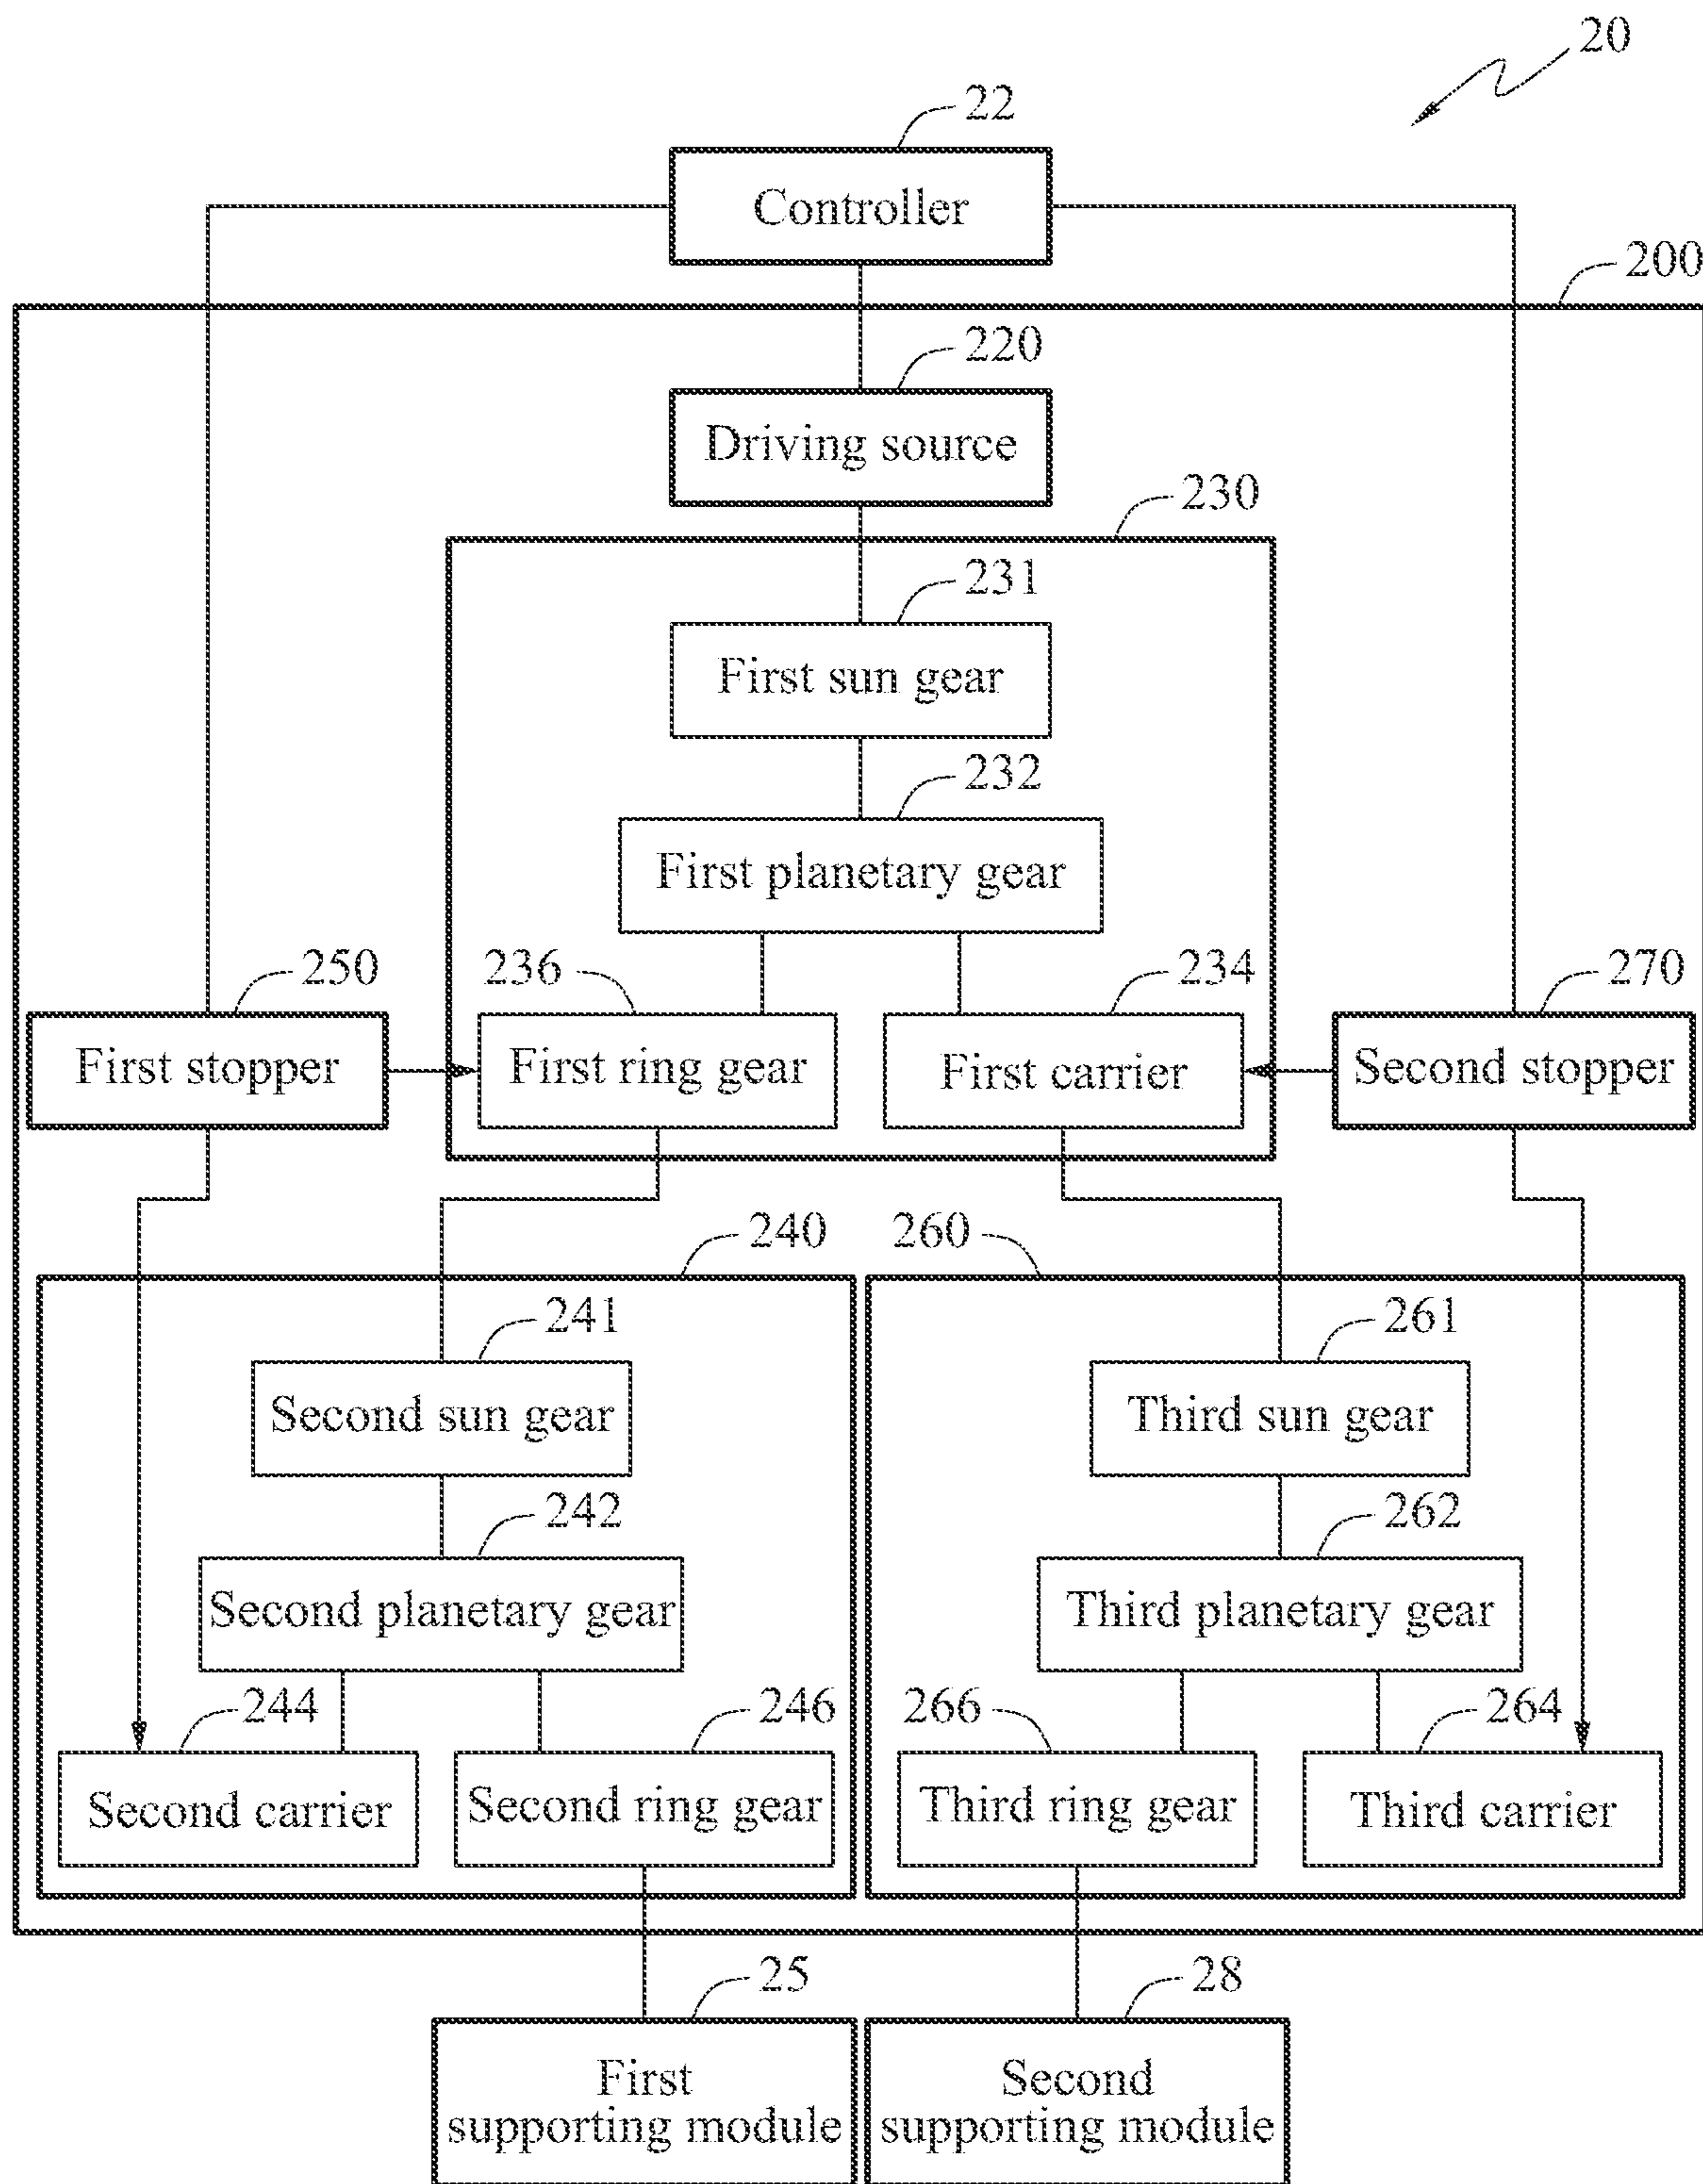 20
22
Controller
200
220
Driving source
230
231
First sun gear
232
First planetary gear
250
236
234
270
First stopper
First ring gear
First carrier
Second stopper
240
260
241
261
Second sun gear
Third sun gear
242
262
Second planetary gear
Third planetary gear
244
246
266
264
Second carrier
Second ring gear
Third ring gear
Third carrier
25
28
First
supporting module
Second
supporting module